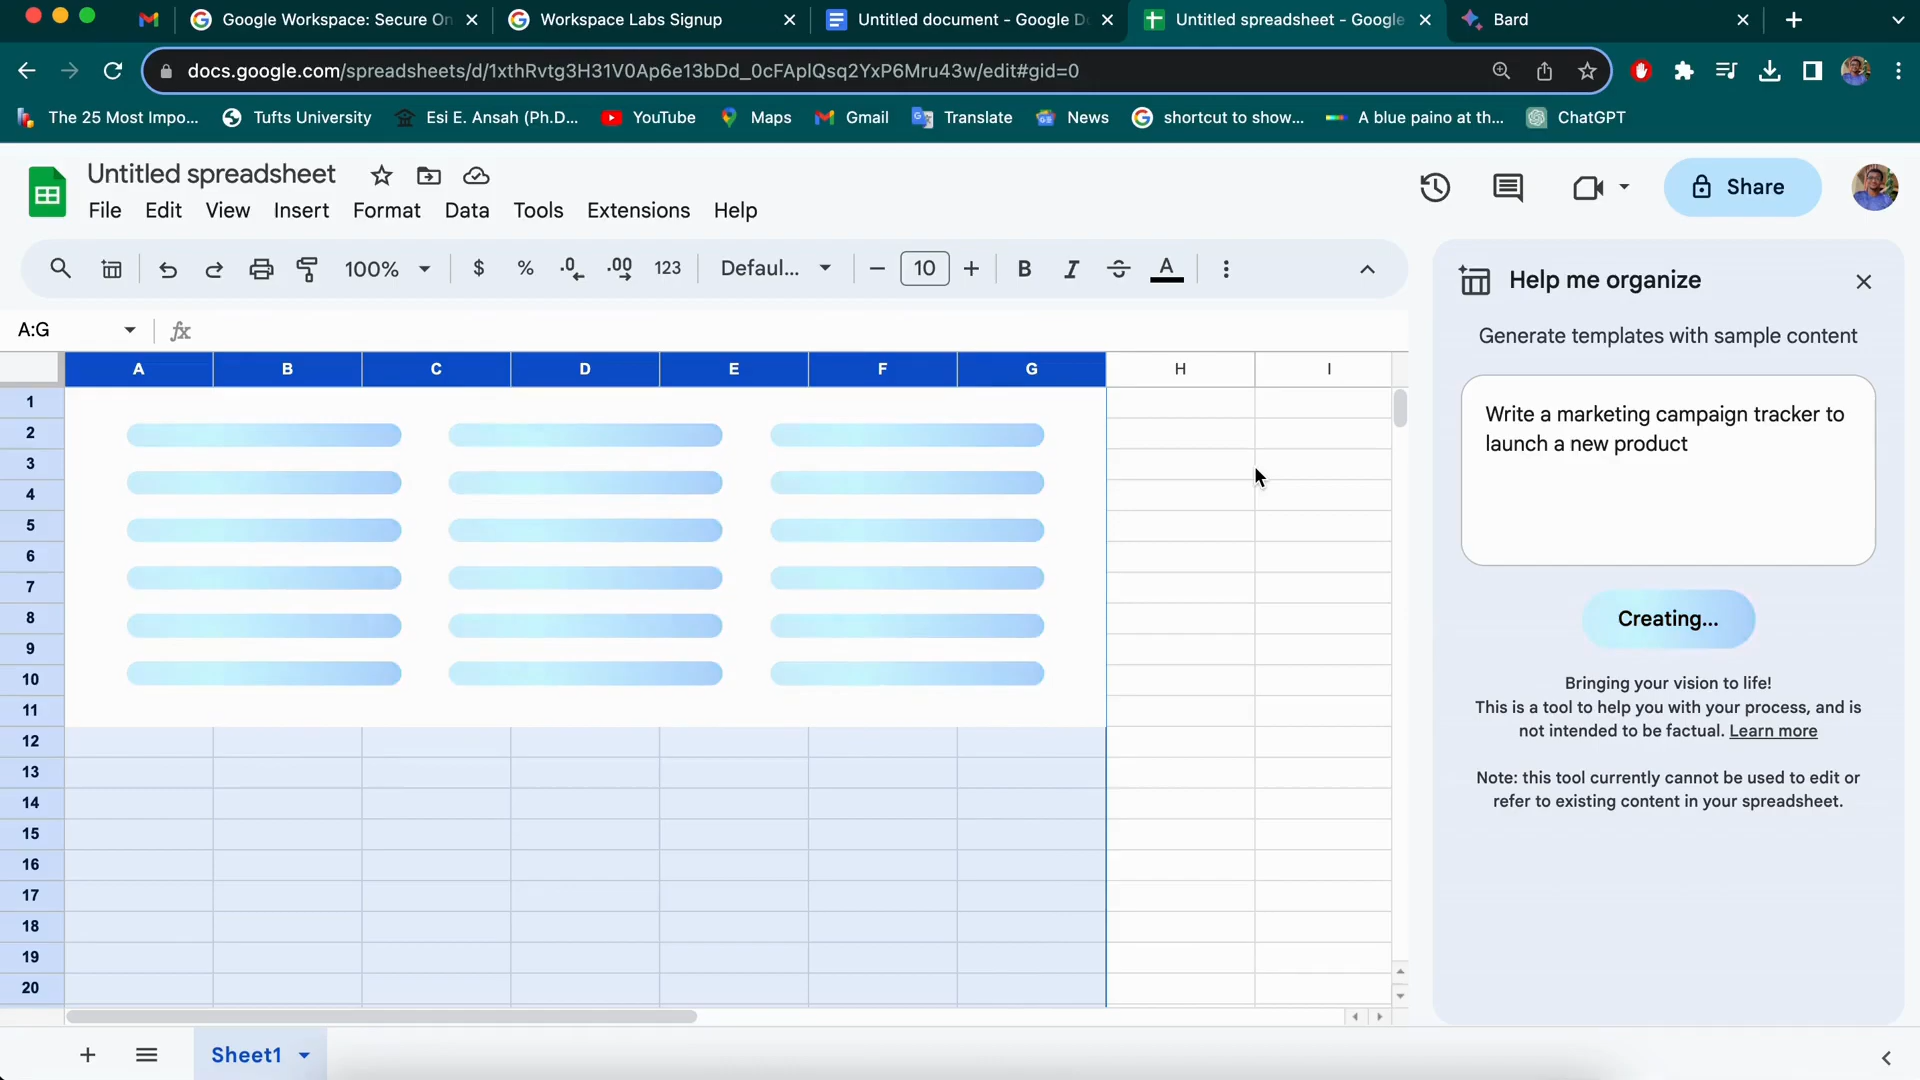 Google Workspace: Secure On
Workspace Labs Signup
Untitled document - Google D
Untitled spreadsheet - Google
Bard
docs.google.com/spreadsheets/d/1xthRvtg3H31V0Ap6e13bDd_0cFAplQsq2YxP6Mru43w/edit#gid=0
The 25 Most Impo...
Tufts University
Esi E. Ansah (Ph.D...
YouTube
Maps
Gmail
Translate
News
shortcut to show...
A blue paino at th...
ChatGPT
Untitled spreadsheet
Share
File Edit View Insert Format Data Tools Extensions Help
100%
$ % .0 .00 123
Defaul...
10
B I S A
Help me organize
Generate templates with sample content
A:G
fx
A B C D E F G H I
1
2
3
4
5
6
7
8
9
10
11
12
13
14
15
16
17
18
19
20
Write a marketing campaign tracker to
launch a new product
Creating...
Bringing your vision to life!
This is a tool to help you with your process, and is
not intended to be factual. Learn more
Note: this tool currently cannot be used to edit or
refer to existing content in your spreadsheet.
Sheet1